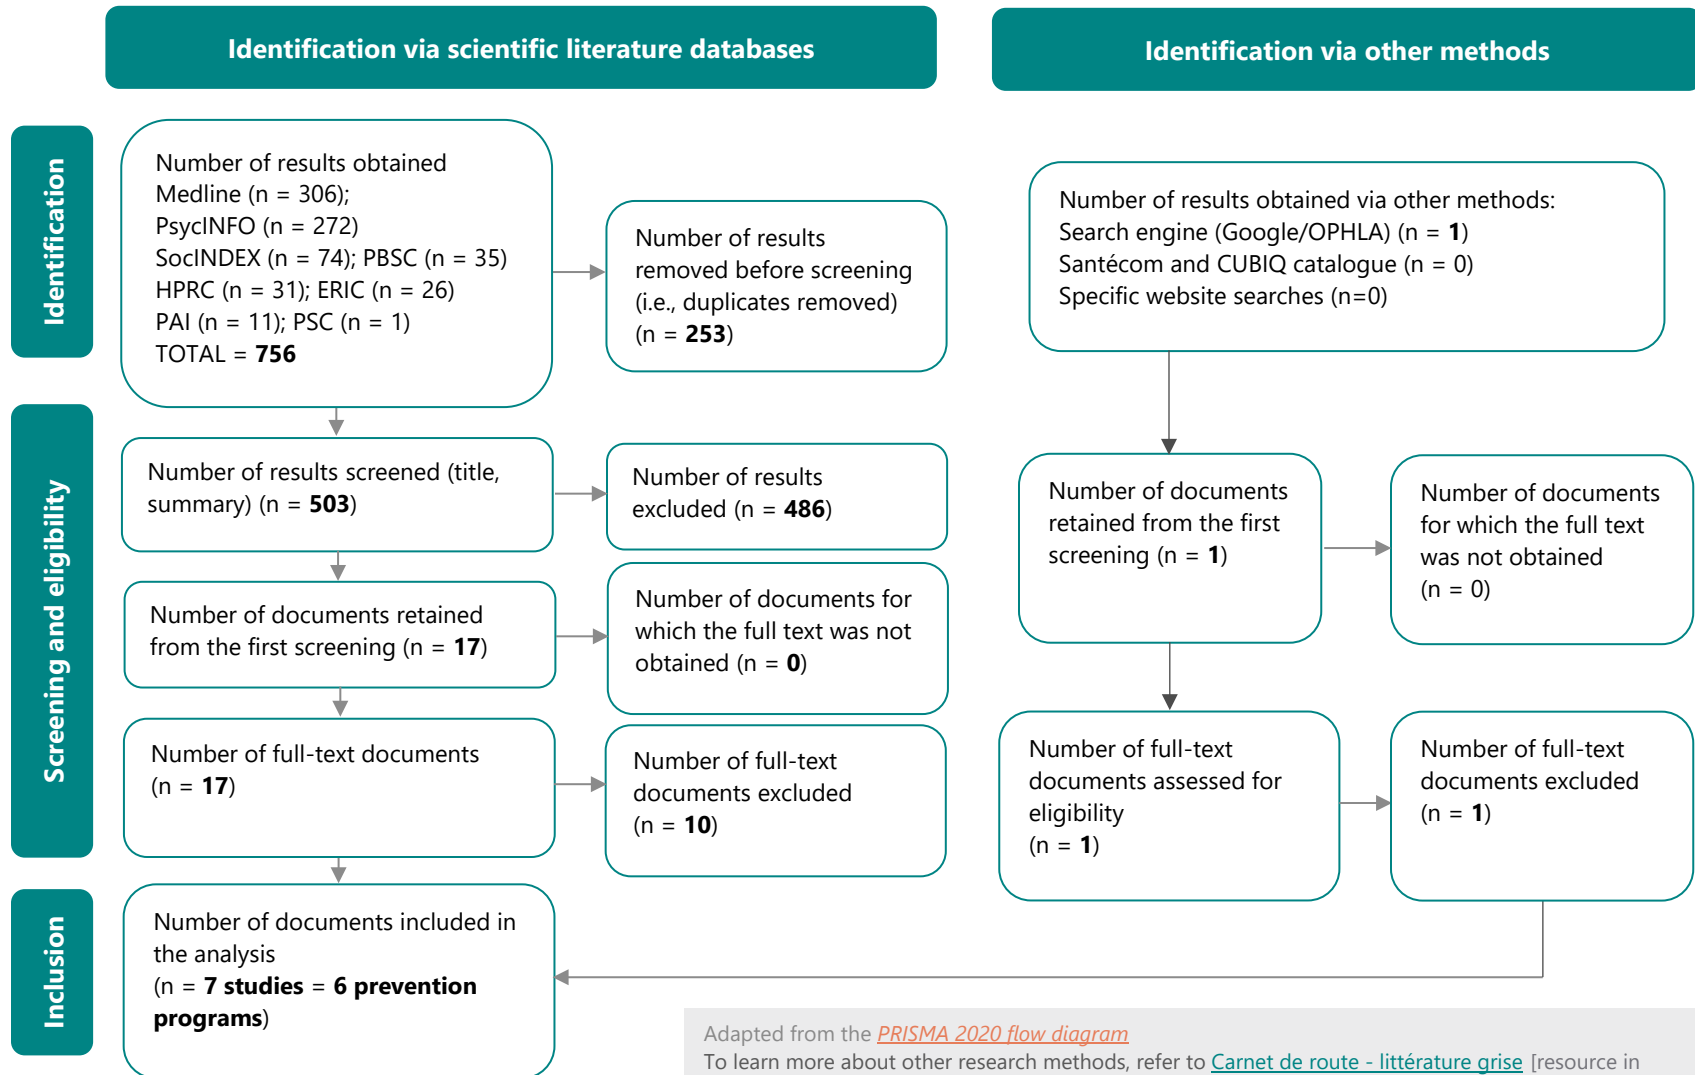 Identification via scientific literature databases
Identification via other methods
Identification
Number of results obtained
Medline (n = 306);
PsycINFO (n = 272)
SocINDEX (n = 74); PBSC (n = 35)
HPRC (n = 31); ERIC (n = 26)
PAI (n = 11); PSC (n = 1)
TOTAL = 756
Number of results
removed before screening
(i.e., duplicates removed)
(n = 253)
Number of results obtained via other methods:
Search engine (Google/OPHLA) (n = 1)
Santécom and CUBIQ catalogue (n = 0)
Specific website searches (n=0)
Screening and eligibility
Number of results screened (title,
summary) (n = 503)
Number of results
excluded (n = 486)
Number of documents retained
from the first screening (n = 17)
Number of documents for
which the full text was not
obtained (n = 0)
Number of full-text documents
(n = 17)
Number of full-text
documents excluded
(n = 10)
Number of documents
retained from the first
screening (n = 1)
Number of documents
for which the full text
was not obtained
(n = 0)
Number of full-text
documents assessed for
eligibility
(n = 1)
Number of full-text
documents excluded
(n = 1)
Inclusion
Number of documents included in
the analysis
(n = 7 studies = 6 prevention
programs)
Adapted from the PRISMA 2020 flow diagram
To learn more about other research methods, refer to Carnet de route - littérature grise [resource in